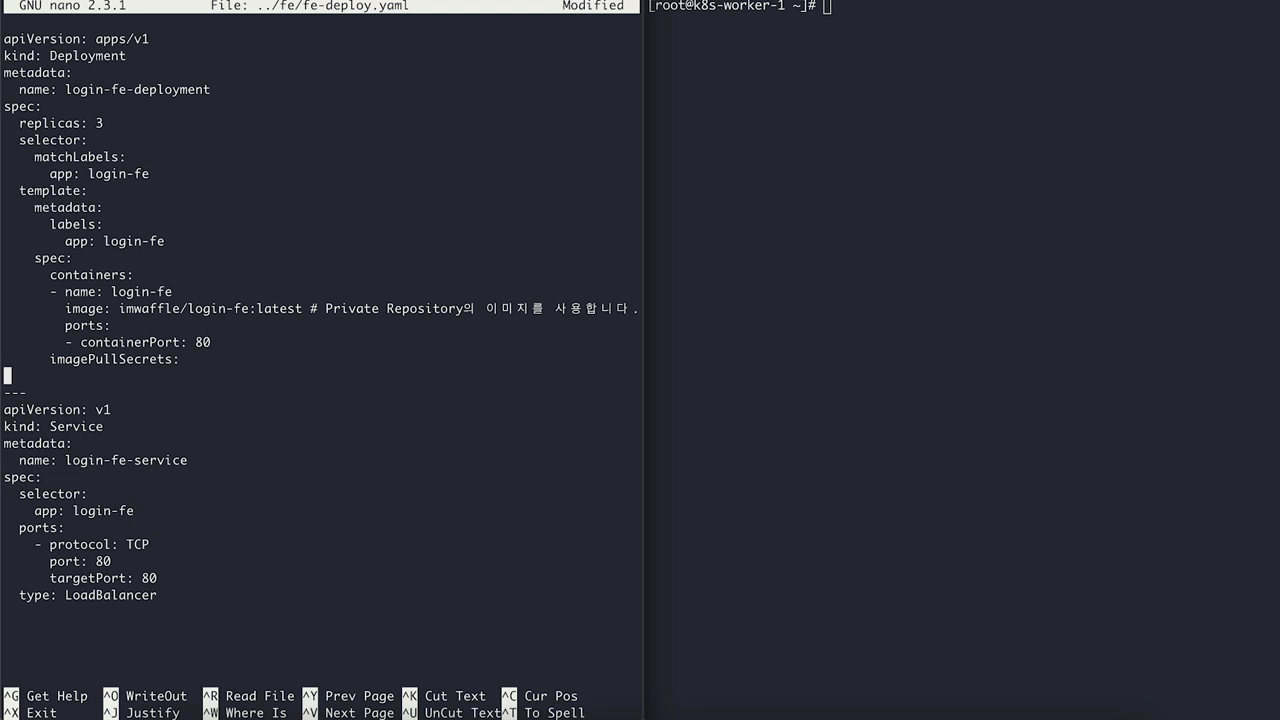 GNU nano 2.3.1 File: ../fe/fe-deploy.yaml Modified
apiVersion: apps/v1
kind: Deployment
metadata:
  name: login-fe-deployment
spec:
  replicas: 3
  selector:
    matchLabels:
      app: login-fe
  template:
    metadata:
      labels:
        app: login-fe
    spec:
      containers:
      - name: login-fe
        image: imwaffle/login-fe:latest # Private Repository의 이미지를 사용합니다.
        ports:
        - containerPort: 80
      imagePullSecrets:
---
apiVersion: v1
kind: Service
metadata:
  name: login-fe-service
spec:
  selector:
    app: login-fe
  ports:
    - protocol: TCP
      port: 80
      targetPort: 80
  type: LoadBalancer
^G Get Help ^O WriteOut ^R Read File ^Y Prev Page ^K Cut Text ^C Cur Pos
^X Exit ^J Justify ^W Where Is ^V Next Page ^U UnCut Text ^T To Spell
[root@k8s-worker-1 ~]#